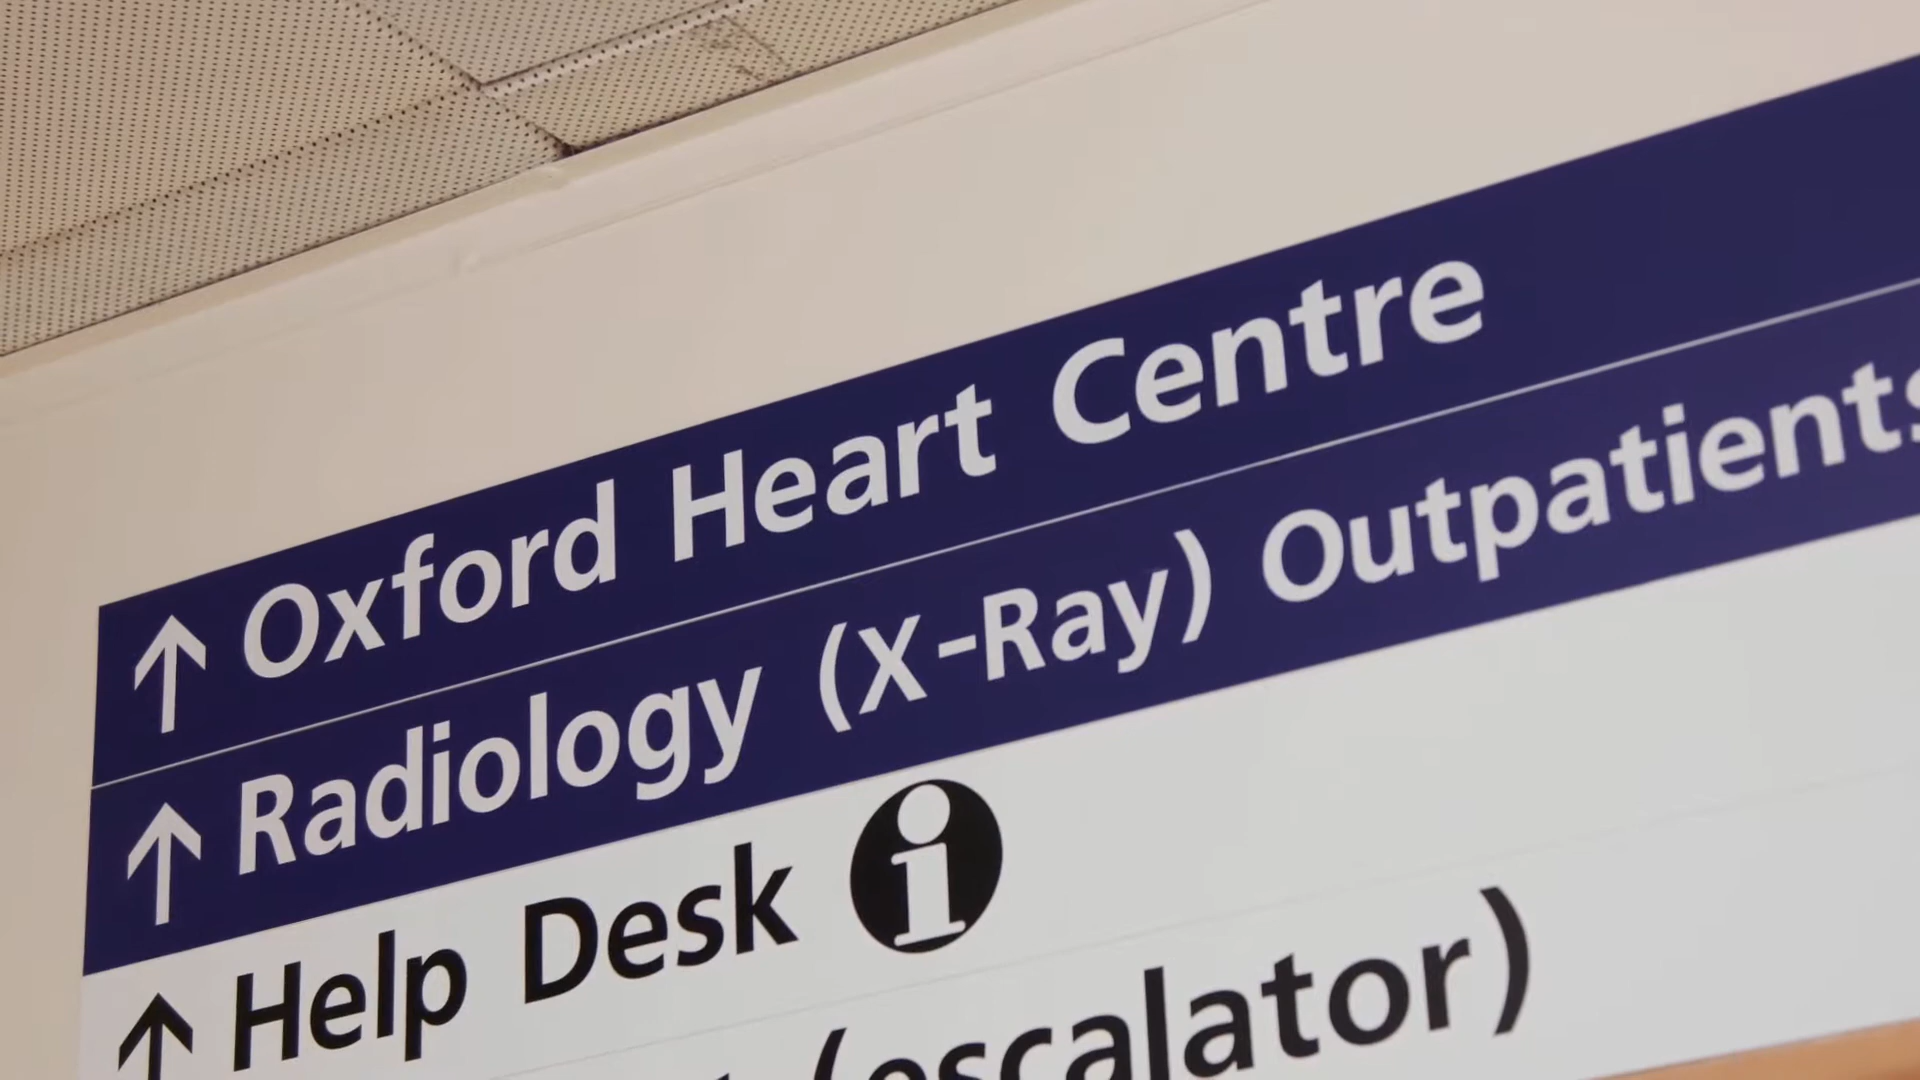 ↑ Oxford Heart Centre
↑ Radiology (X-Ray) Outpatients
↑ Help Desk i
(escalator)